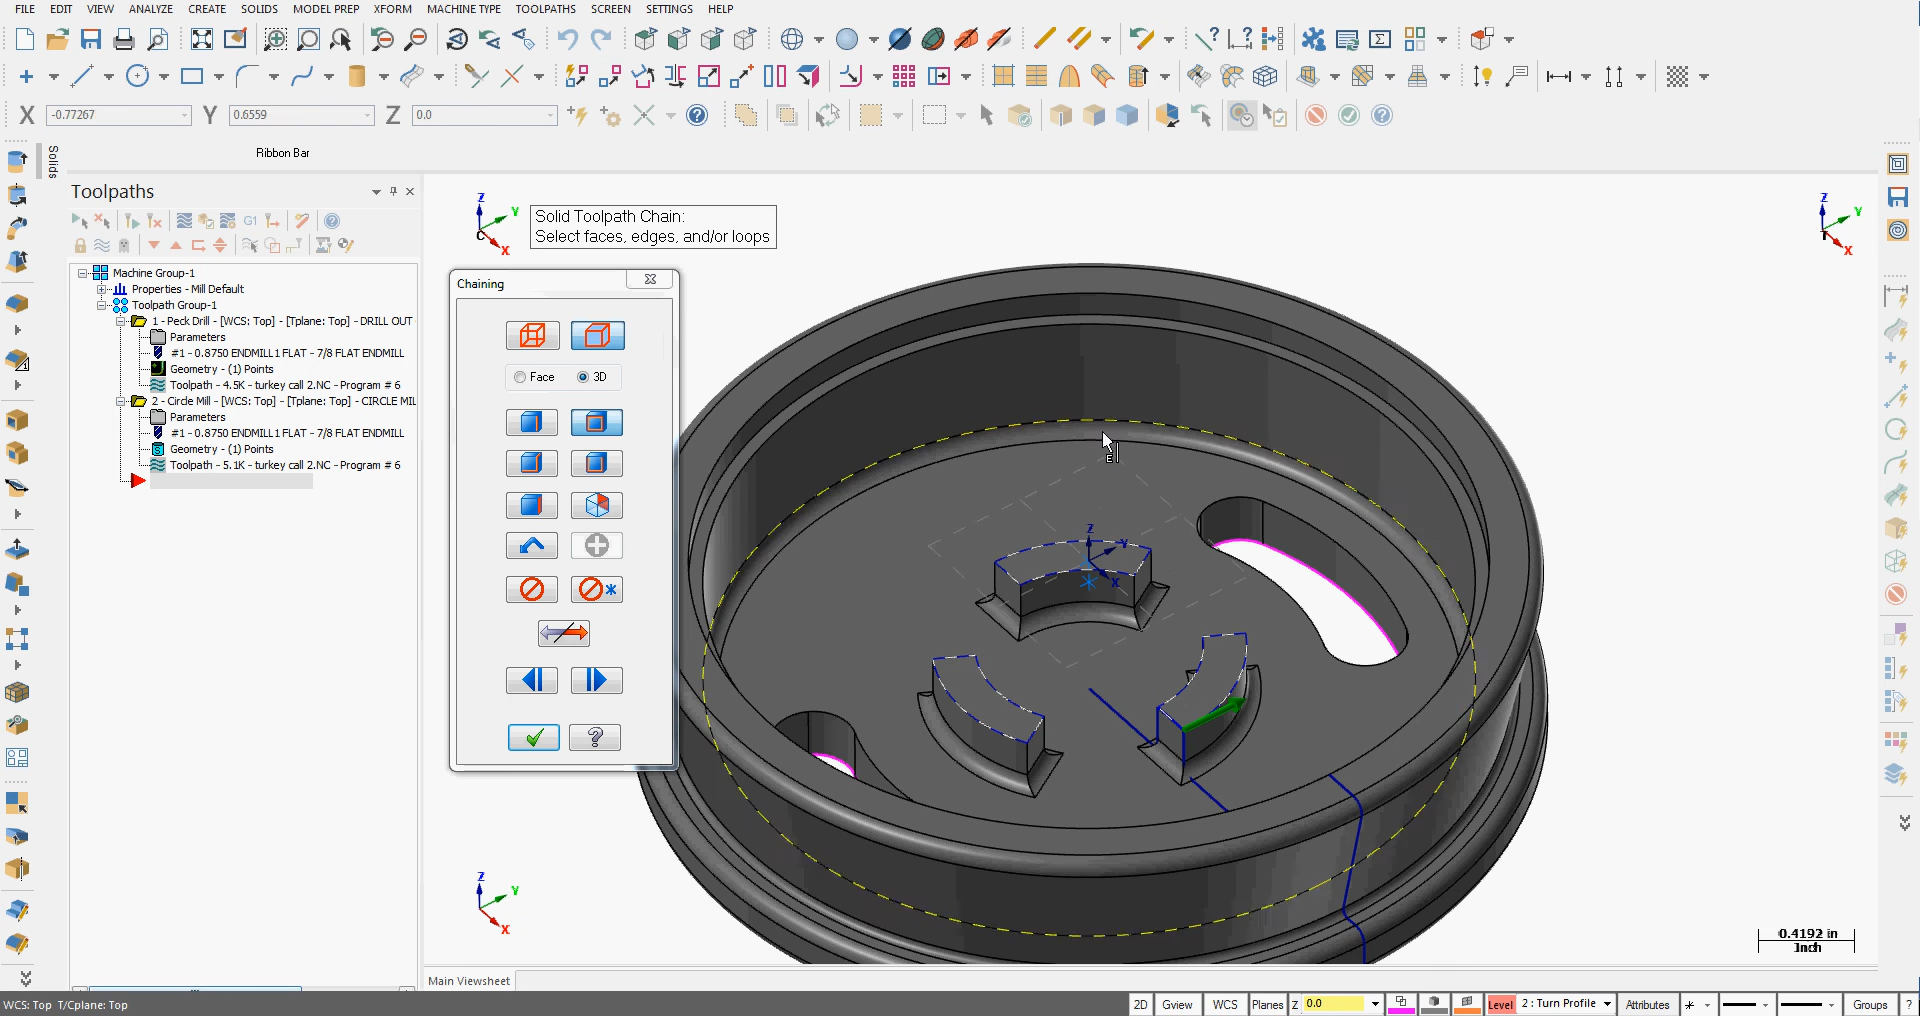 FILE EDIT VIEW ANALYZE CREATE SOLIDS MODEL PREP XFORM MACHINE TYPE TOOLPATHS SCREEN SETTINGS HELP
X -0.77267 Y 0.6559 Z 0.0
Solids
Ribbon Bar
Toolpaths
G1
Machine Group-1
Properties - Mill Default
Toolpath Group-1
1 - Peck Drill - [WCS: Top] - [Tplane: Top] - DRILL OUT
Parameters
#1 - 0.8750 ENDMILL1 FLAT - 7/8 FLAT ENDMILL
Geometry - (1) Points
Toolpath - 4.5K - turkey call 2.NC - Program # 6
2 - Circle Mill - [WCS: Top] - [Tplane: Top] - CIRCLE MIL
Parameters
#1 - 0.8750 ENDMILL1 FLAT - 7/8 FLAT ENDMILL
Geometry - (1) Points
Toolpath - 5.1K - turkey call 2.NC - Program # 6
Z
Y
X
C
Solid Toolpath Chain:
Select faces, edges, and/or loops
Z
Y
X
T
Chaining
Face 3D
E
Z
Y
X
Z
Y
X
0.4192 in
Inch
Main Viewsheet
WCS: Top T/Cplane: Top
2D Gview WCS Planes Z 0.0 Level 2 : Turn Profile Attributes Groups ?